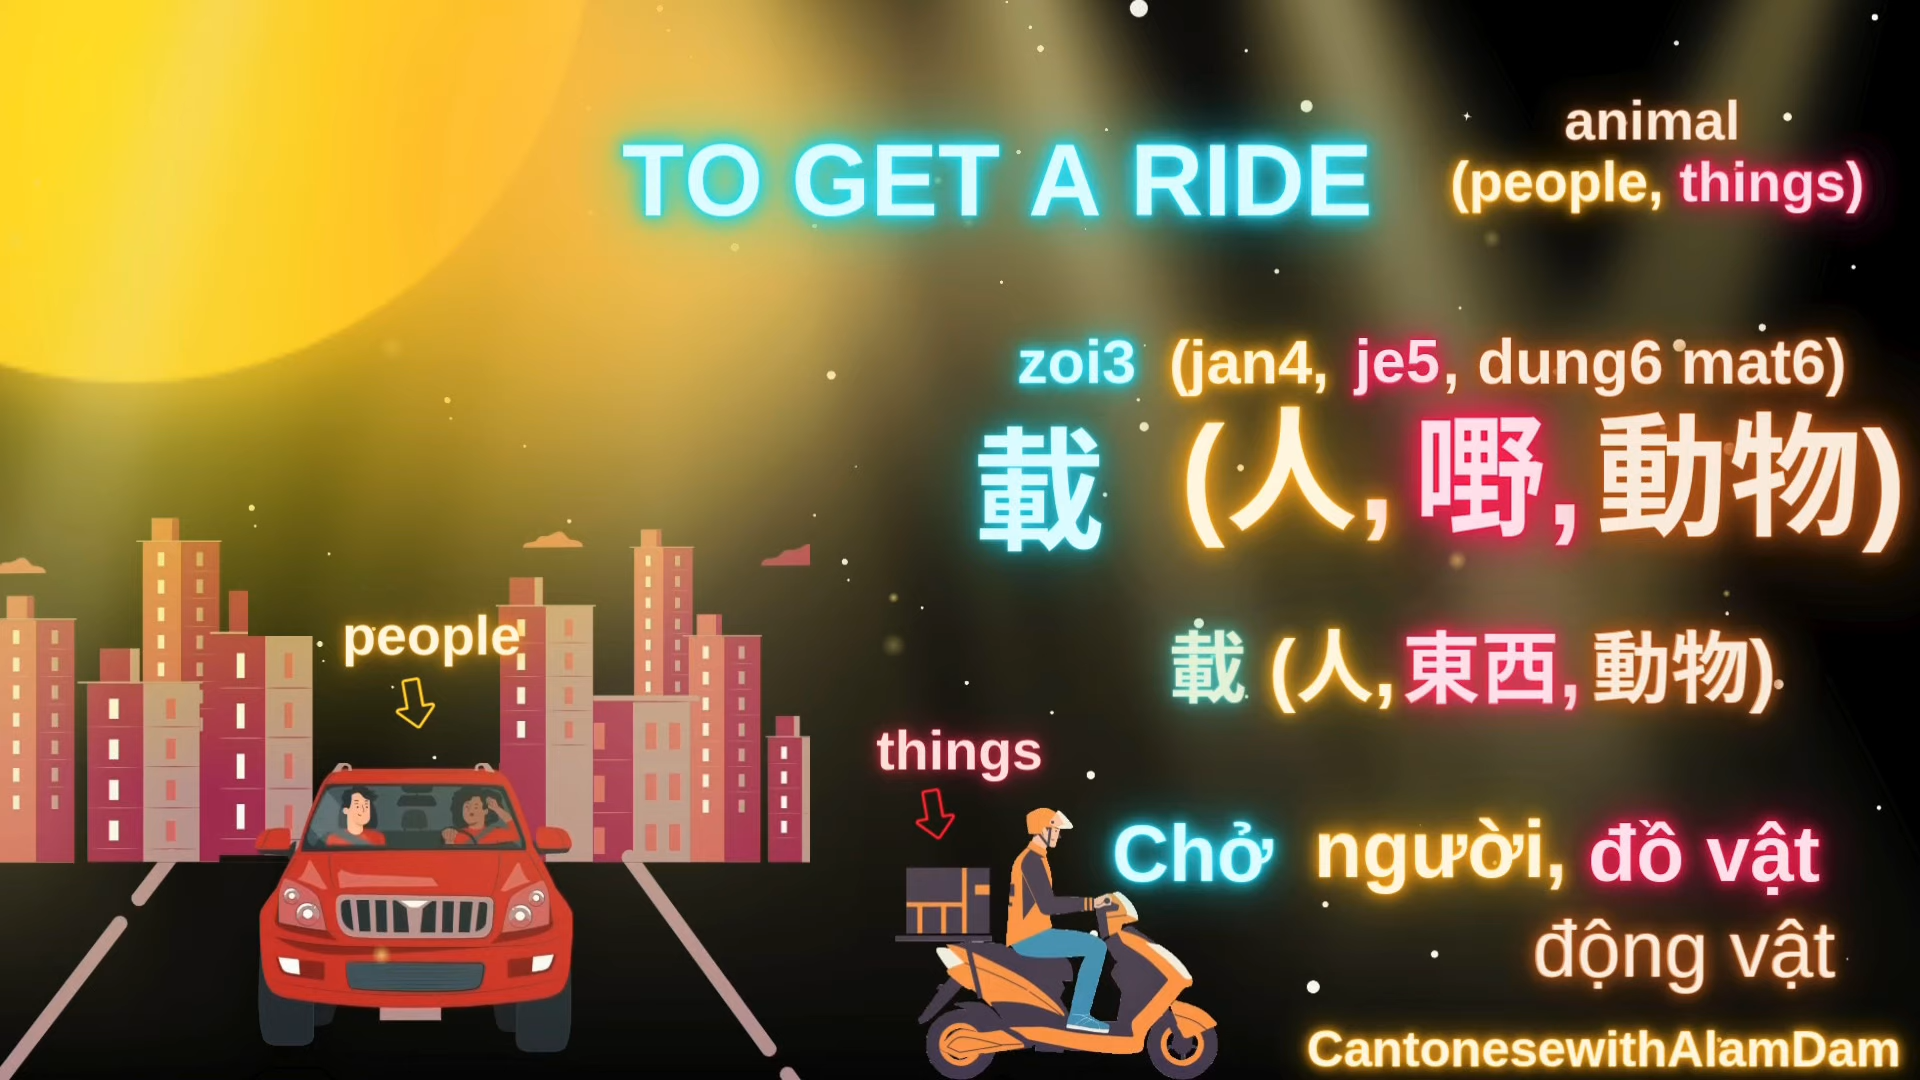 animal
TO GET A RIDE (people, things)
zoi3 (jan4, je5, dung6 mat6)
載 (人, 嘢, 動物)
people
載 (人, 東西, 動物)
things
Chở người, đồ vật
động vật
CantonesewithAlamDam